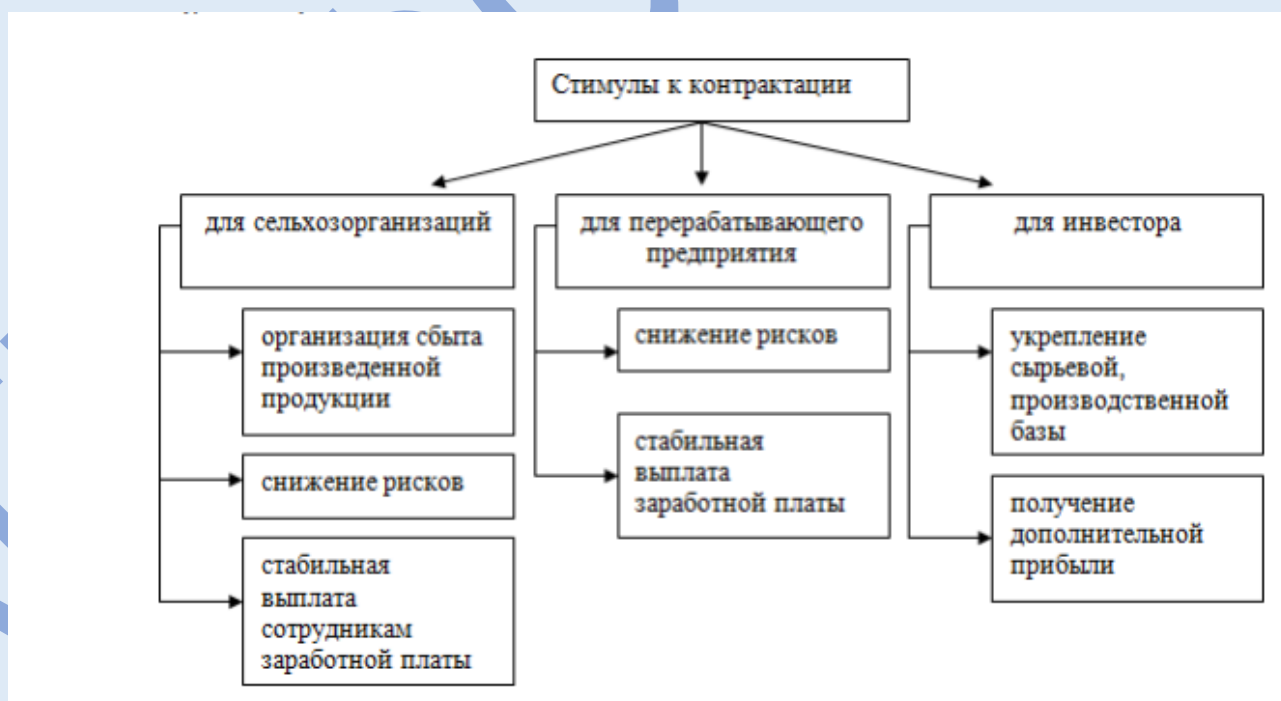 Стимулы к контрактации
для сельхозорганизаций
организация сбыта
произведенной
продукции
снижение рисков
стабильная
выплата
сотрудникам
заработной платы
для перерабатывающего
предприятия
снижение рисков
стабильная
выплата
заработной платы
для инвестора
укрепление
сырьевой,
производственной
базы
получение
дополнительной
прибыли